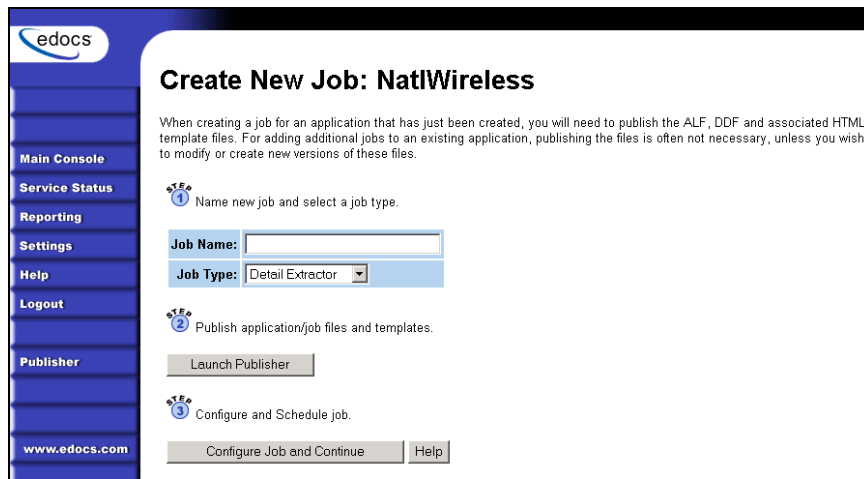 edocs
Create New Job: NatlWireless
When creating a job for an application that has just been created, you will need to publish the ALF, DDF and associated HTML
template files. For adding additional jobs to an existing application, publishing the files is often not necessary, unless you wish
to modify or create new versions of these files.
Main Console
Service Status
Reporting
Settings
Help
Logout
Publisher
www.edocs.com
STEP 1 Name new job and select a job type.
Job Name:
Job Type: Detail Extractor
STEP 2 Publish application/job files and templates.
Launch Publisher
STEP 3 Configure and Schedule job.
Configure Job and Continue Help